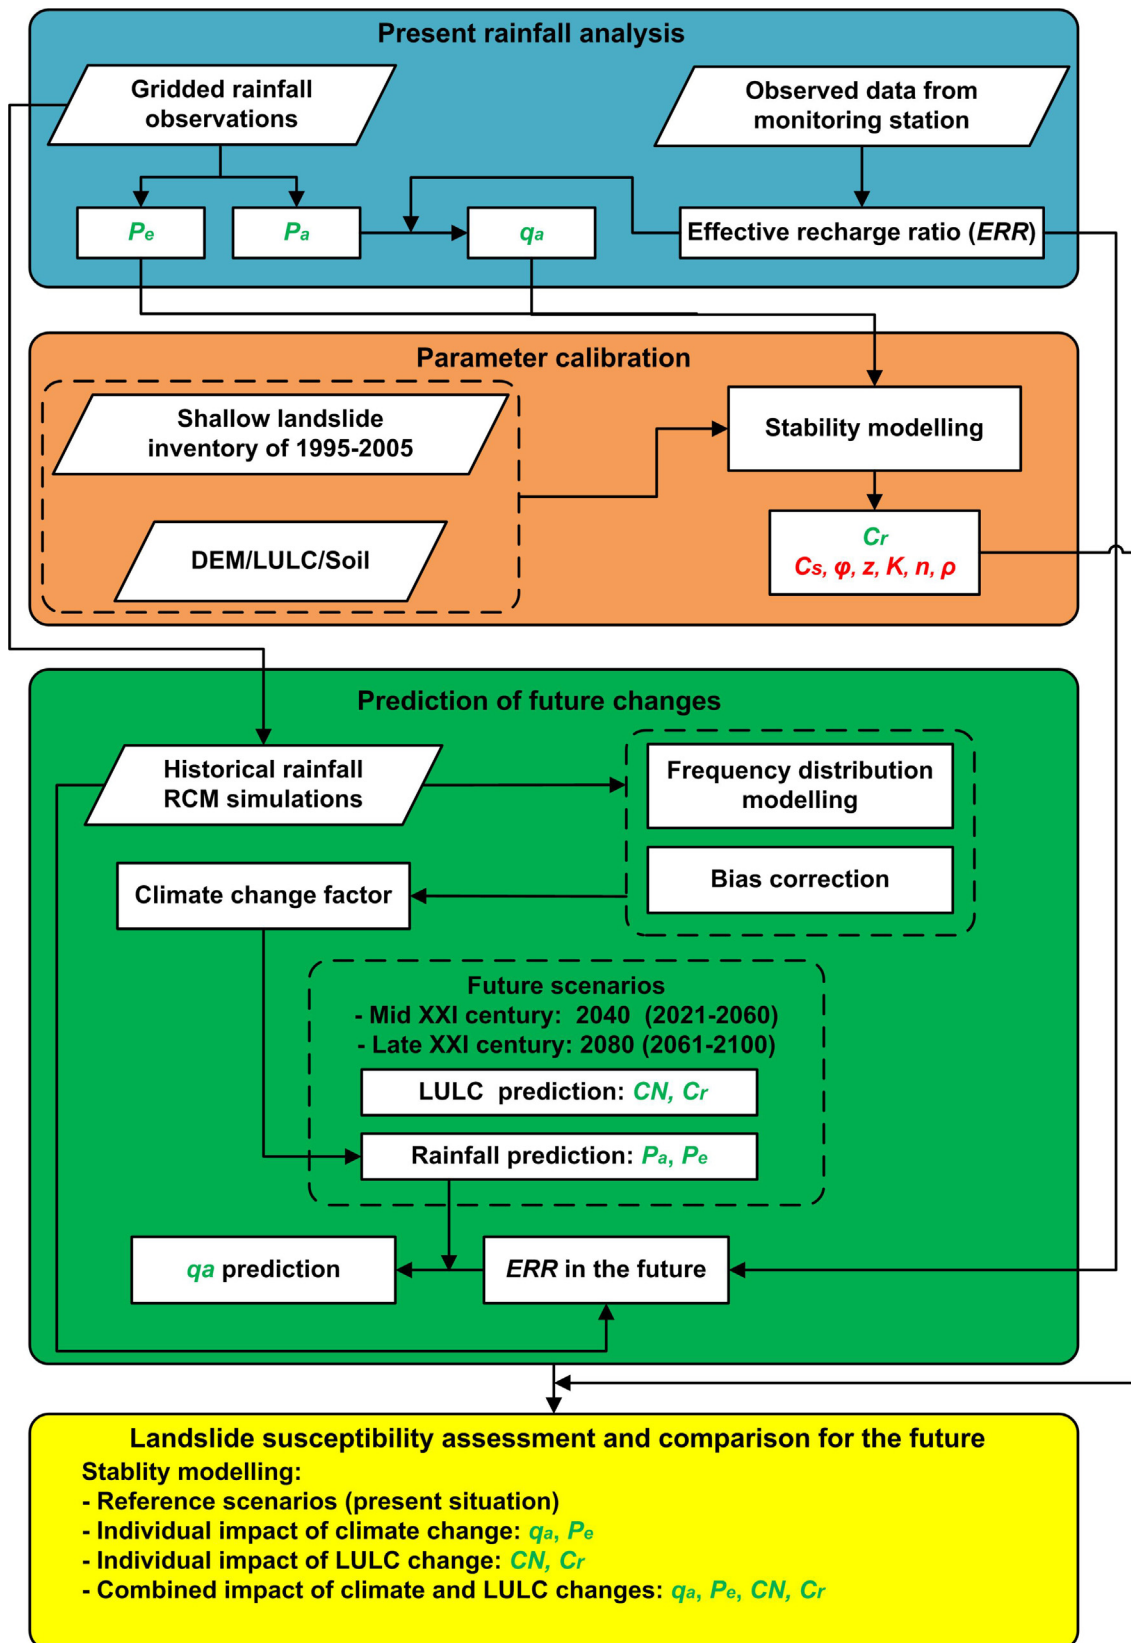 Present rainfall analysis
Gridded rainfall
observations
Observed data from
monitoring station
Pe
Pa
qa
Effective recharge ratio (ERR)
Parameter calibration
Shallow landslide
inventory of 1995-2005
Stability modelling
DEM/LULC/Soil
Cr
Cs, φ, z, K, n, ρ
Prediction of future changes
Historical rainfall
RCM simulations
Frequency distribution
modelling
Bias correction
Climate change factor
Future scenarios
- Mid XXI century: 2040 (2021-2060)
- Late XXI century: 2080 (2061-2100)
LULC prediction: CN, Cr
Rainfall prediction: Pa, Pe
qa prediction
ERR in the future
Landslide susceptibility assessment and comparison for the future
Stablity modelling:
- Reference scenarios (present situation)
- Individual impact of climate change: qa, Pe
- Individual impact of LULC change: CN, Cr
- Combined impact of climate and LULC changes: qa, Pe, CN, Cr